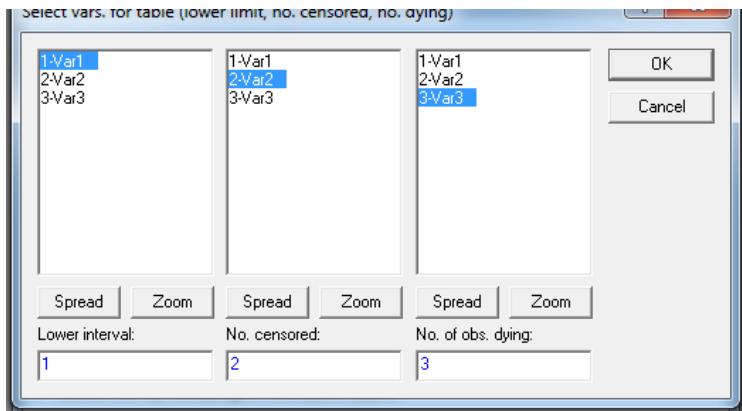 Select vars. for table (lower limit, no. censored, no. dying)
1-Var1
2-Var2
3-Var3
1-Var1
2-Var2
3-Var3
1-Var1
2-Var2
3-Var3
OK
Cancel
Spread Zoom Spread Zoom Spread Zoom
Lower interval: No. censored: No. of obs. dying:
1 2 3